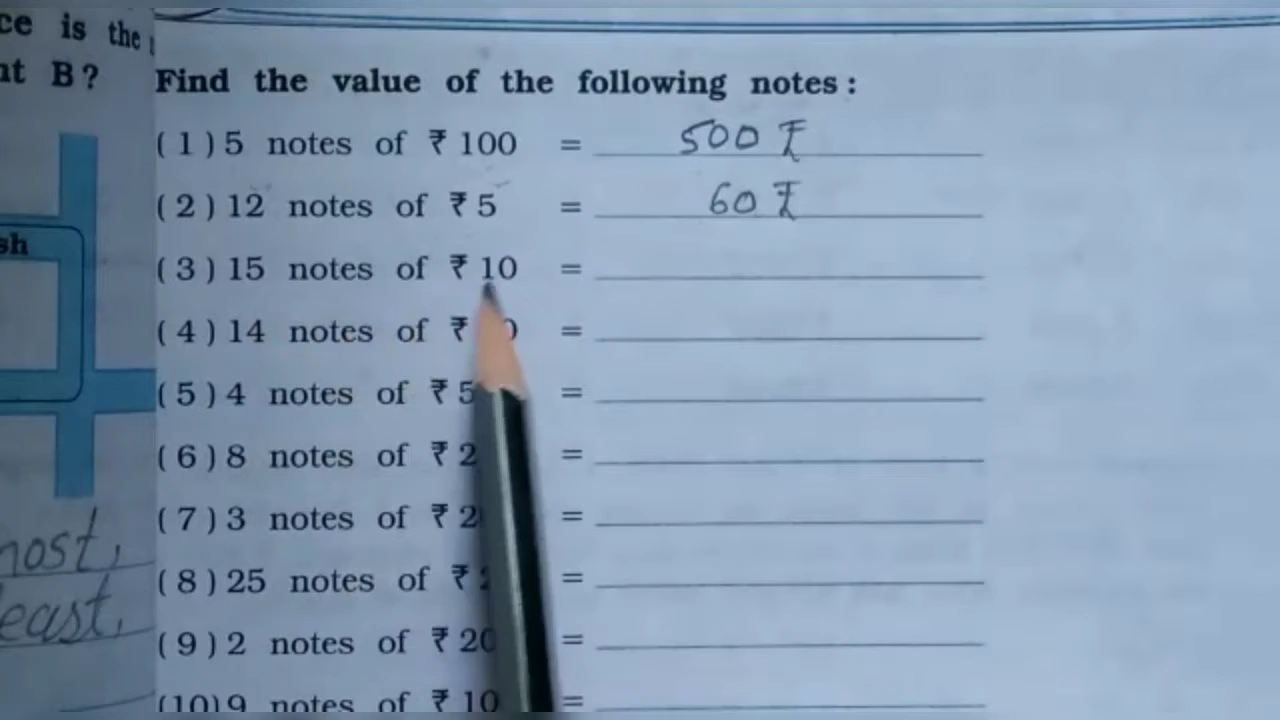 ce is the
nt B?
Find the value of the following notes :
(1) 5 notes of ₹ 100 = 500 ₹
(2) 12 notes of ₹ 5 = 60 ₹
sh
(3) 15 notes of ₹ 10 =
(4) 14 notes of ₹ =
(5) 4 notes of ₹ 5 =
(6) 8 notes of ₹ 2 =
(7) 3 notes of ₹ 2 =
most,
(8) 25 notes of ₹ =
least,
(9) 2 notes of ₹ 20 =
(10) 9 notes of ₹ 10 =